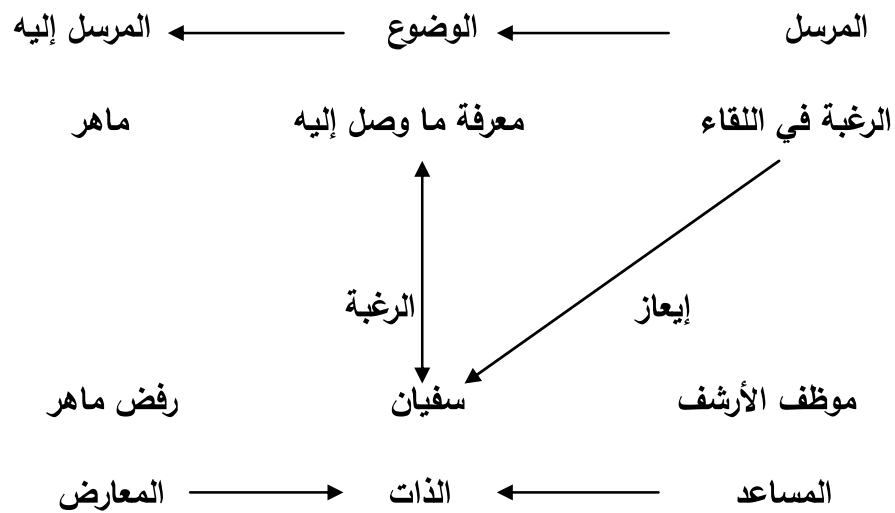 المرسل الوضوع المرسل إليه
الرغبة في اللقاء معرفة ما وصل إليه ماهر
إيعاز الرغبة
موظف الأرشف سفيان رفض ماهر
المساعد الذات المعارض